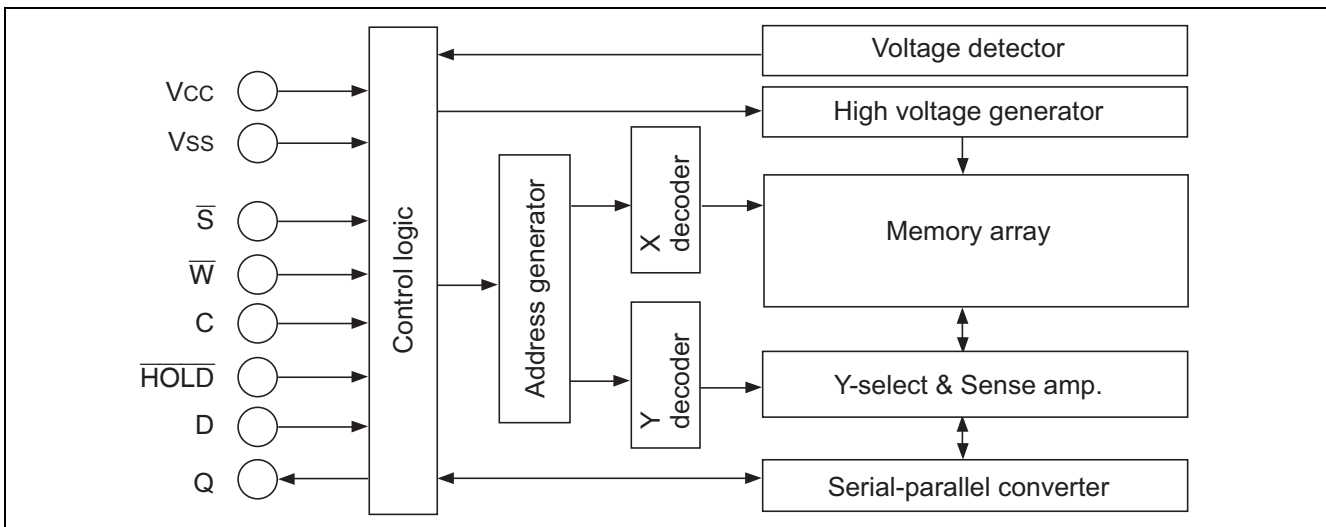 Vcc
Vss
S̅
W̅
C
H̅O̅L̅D̅
D
Q
Control logic
Address generator
X
decoder
Y
decoder
Voltage detector
High voltage generator
Memory array
Y-select & Sense amp.
Serial-parallel converter